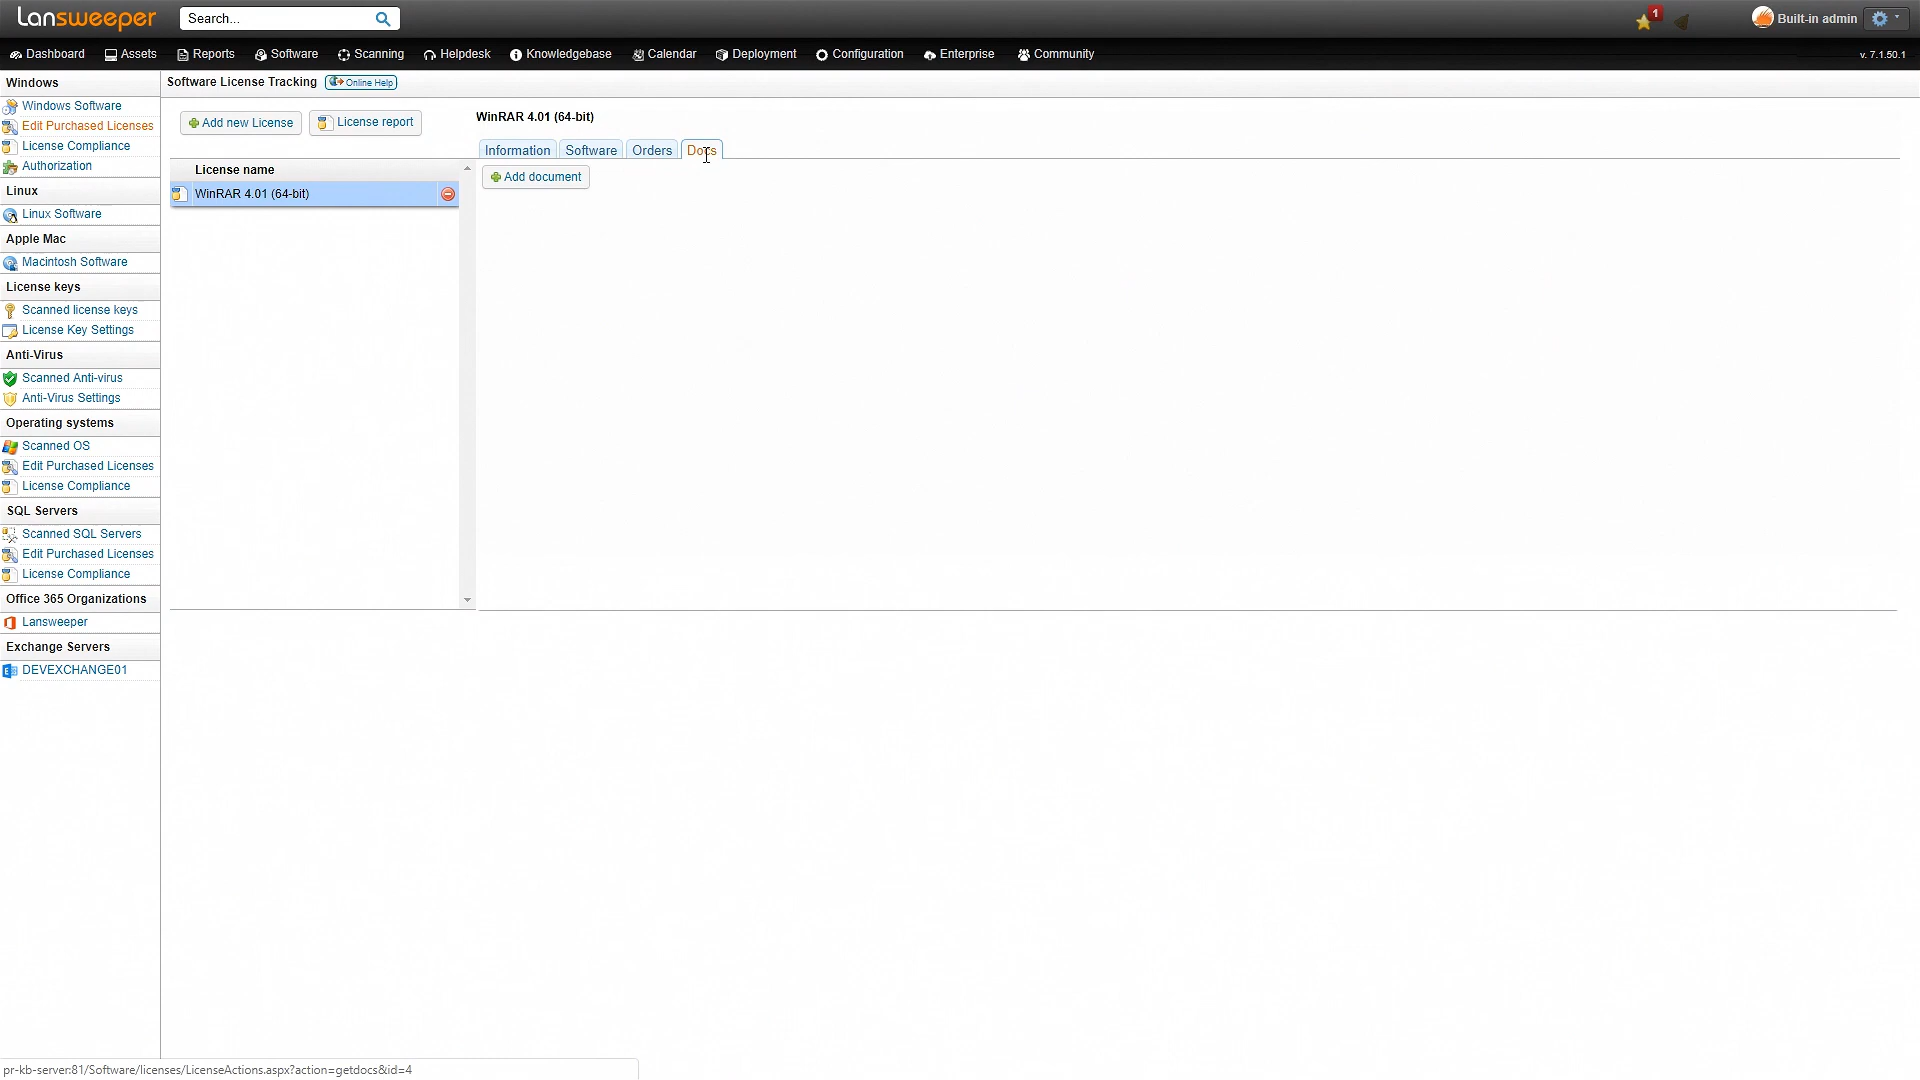 Lansweeper
Search...
1
Built-in admin
Dashboard Assets Reports Software Scanning Helpdesk Knowledgebase Calendar Deployment Configuration Enterprise Community
v. 7.1.50.1
Windows
Windows Software
Edit Purchased Licenses
License Compliance
Authorization
Linux
Linux Software
Apple Mac
Macintosh Software
License keys
Scanned license keys
License Key Settings
Anti-Virus
Scanned Anti-virus
Anti-Virus Settings
Operating systems
Scanned OS
Edit Purchased Licenses
License Compliance
SQL Servers
Scanned SQL Servers
Edit Purchased Licenses
License Compliance
Office 365 Organizations
Lansweeper
Exchange Servers
DEVEXCHANGE01
Software License Tracking Online Help
Add new License License report
License name
WinRAR 4.01 (64-bit)
WinRAR 4.01 (64-bit)
Information Software Orders Docs
Add document
pr-kb-server:81/Software/licenses/LicenseActions.aspx?action=getdocs&id=4